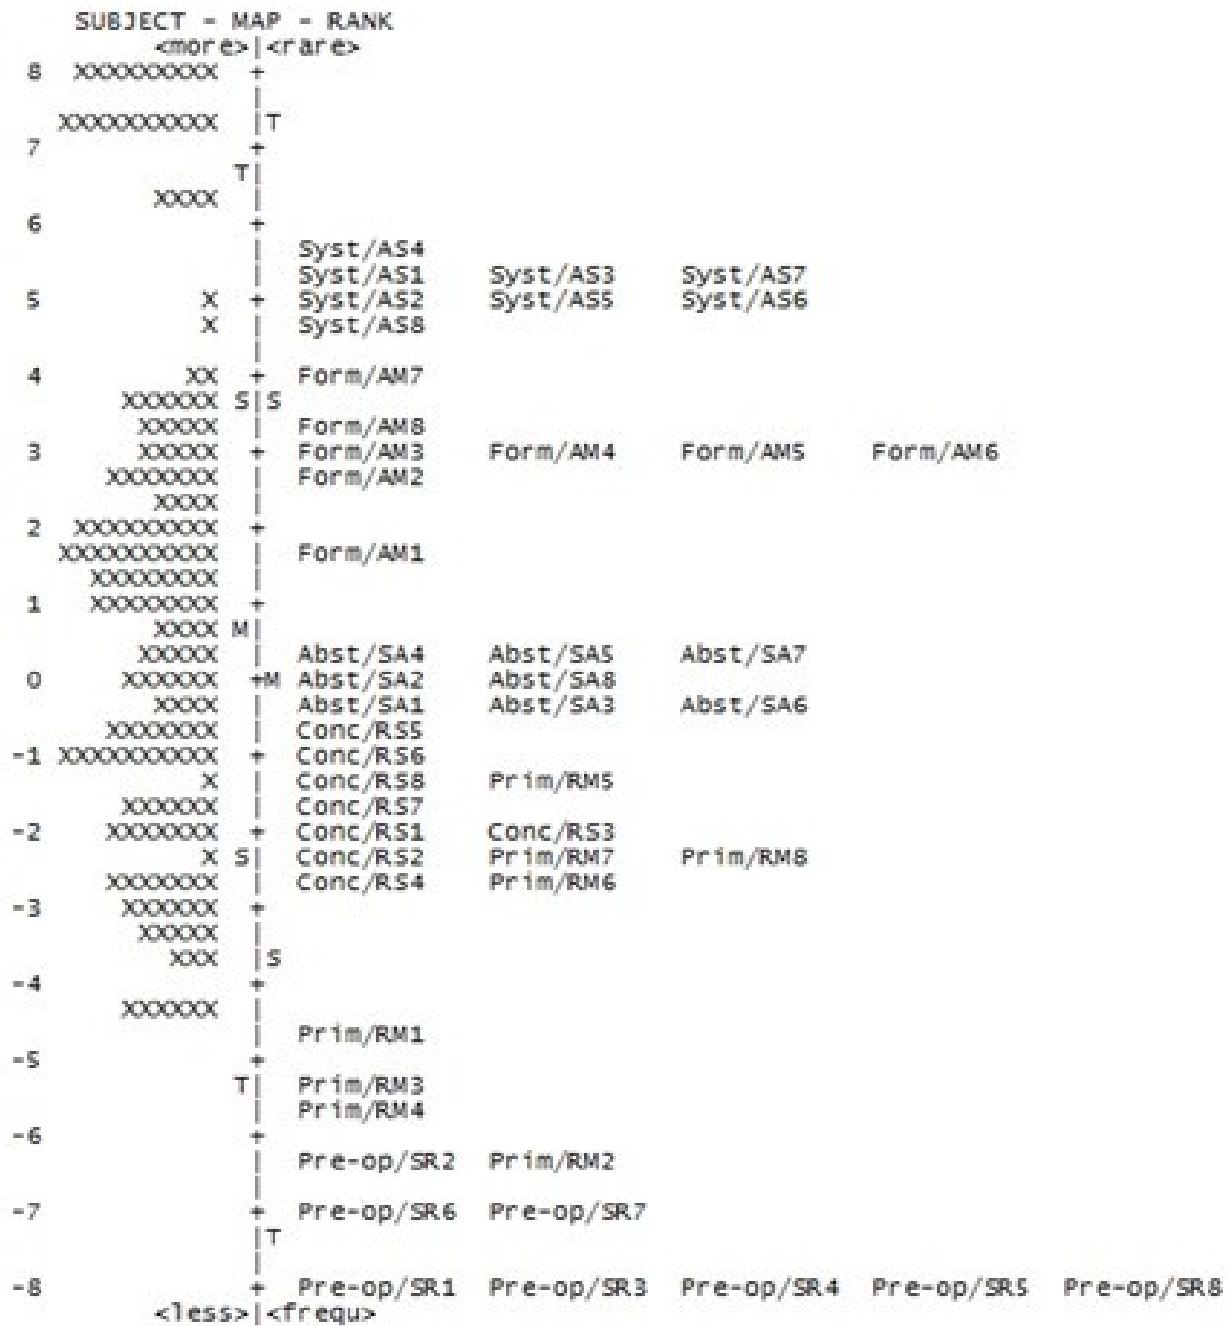 SUBJECT - MAP - RANK
<more>|<rare>
8 XXXXXXXXX +
|
XXXXXXXXXX |T
7 +
T|
XXXX |
6 +
| Syst/AS4
| Syst/AS1 Syst/AS3 Syst/AS7
5 X + Syst/AS2 Syst/AS5 Syst/AS6
X | Syst/AS8
|
4 XX + Form/AM7
XXXXXX S|S
XXXXX | Form/AM8
3 XXXXX + Form/AM3 Form/AM4 Form/AM5 Form/AM6
XXXXXXX | Form/AM2
XXXX |
2 XXXXXXXXX +
XXXXXXXXXX | Form/AM1
XXXXXXXX |
1 XXXXXXXX +
XXXX M|
XXXXX | Abst/SA4 Abst/SA5 Abst/SA7
0 XXXXXX +M Abst/SA2 Abst/SA8
XXXX | Abst/SA1 Abst/SA3 Abst/SA6
XXXXXXX | Conc/RS5
-1 XXXXXXXXXX + Conc/RS6
X | Conc/RS8 Prim/RM5
XXXXXX | Conc/RS7
-2 XXXXXXX + Conc/RS1 Conc/RS3
X S| Conc/RS2 Prim/RM7 Prim/RM8
XXXXXXX | Conc/RS4 Prim/RM6
-3 XXXXXX +
XXXXX |
XXX |S
-4 +
XXXXXX |
| Prim/RM1
-5 +
T| Prim/RM3
| Prim/RM4
-6 +
| Pre-op/SR2 Prim/RM2
|
-7 + Pre-op/SR6 Pre-op/SR7
|T
|
-8 + Pre-op/SR1 Pre-op/SR3 Pre-op/SR4 Pre-op/SR5 Pre-op/SR8
<less>|<frequ>